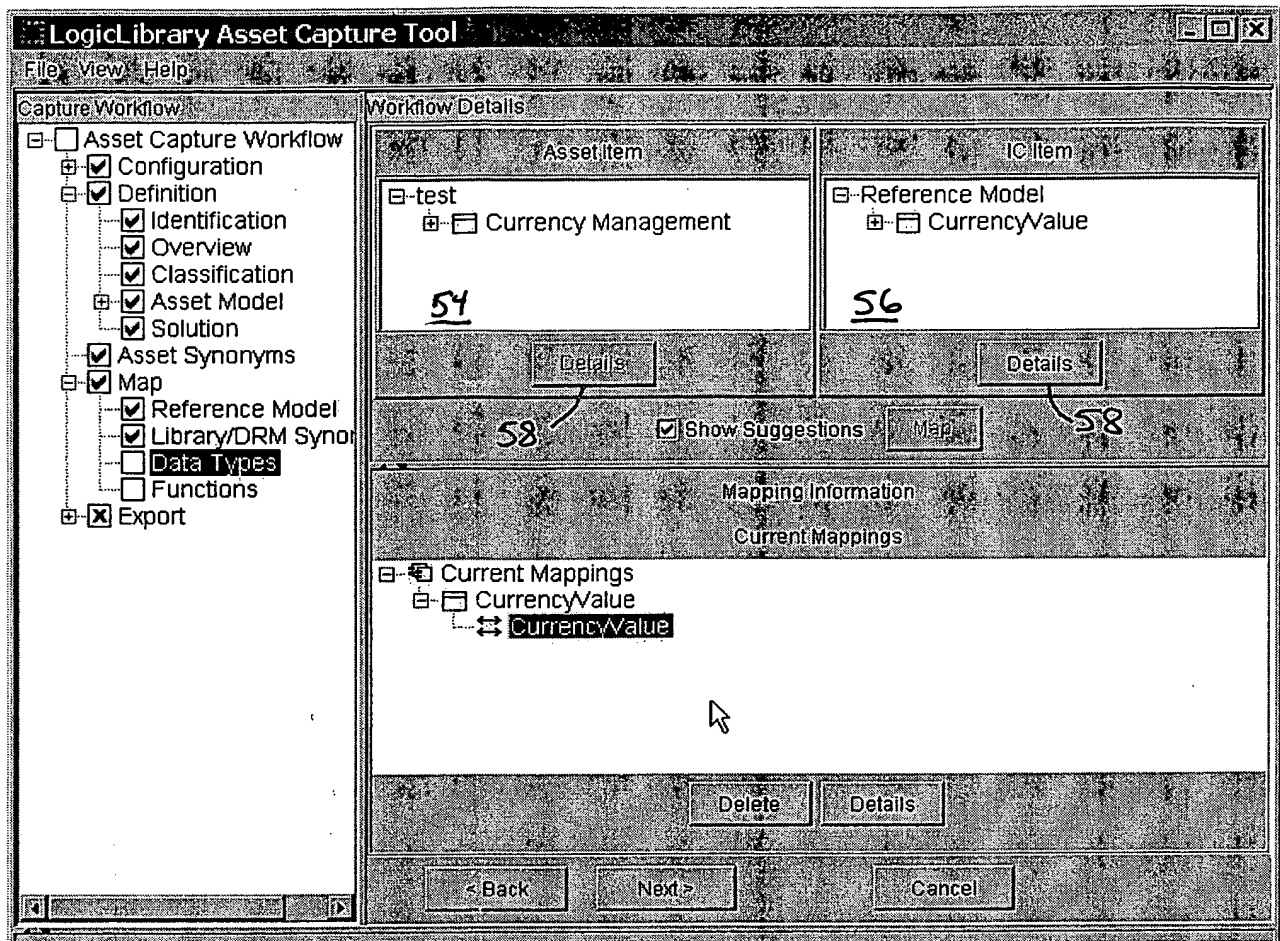 LogicLibrary Asset Capture Tool
File View Help
Capture Workflow
Asset Capture Workflow
Configuration
Definition
Identification
Overview
Classification
Asset Model
Solution
Asset Synonyms
Map
Reference Model
Library/DRM Synor
Data Types
Functions
Export
Workflow Details
Asset Item
test
Currency Management
54
Details
58
IC Item
Reference Model
CurrencyValue
56
Details
58
Show Suggestions
Map
Mapping Information
Current Mappings
Current Mappings
CurrencyValue
CurrencyValue
Delete Details
< Back Next > Cancel